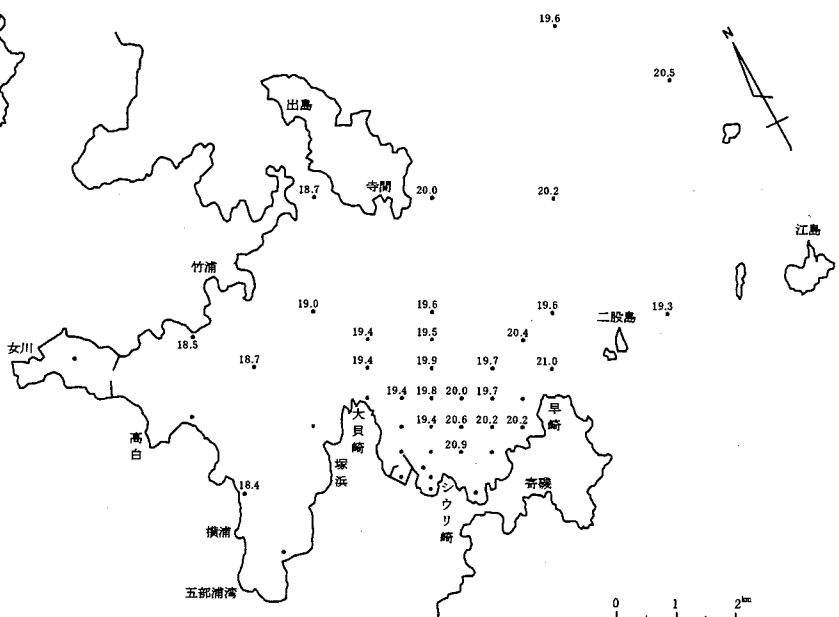 19.6
N
20.5
出島
寺間
18.7
20.0
20.2
江島
竹浦
19.0
19.6
19.6
19.3
二股島
女川
18.5
19.4
19.5
20.4
18.7
19.4
19.9
19.7
21.0
19.4
19.8
20.0
19.7
大貝崎
19.4
20.6
20.2
20.2
早崎
高白
塚浜
20.9
18.4
シウリ崎
寄磯
横浦
五部浦湾
0 1 2km